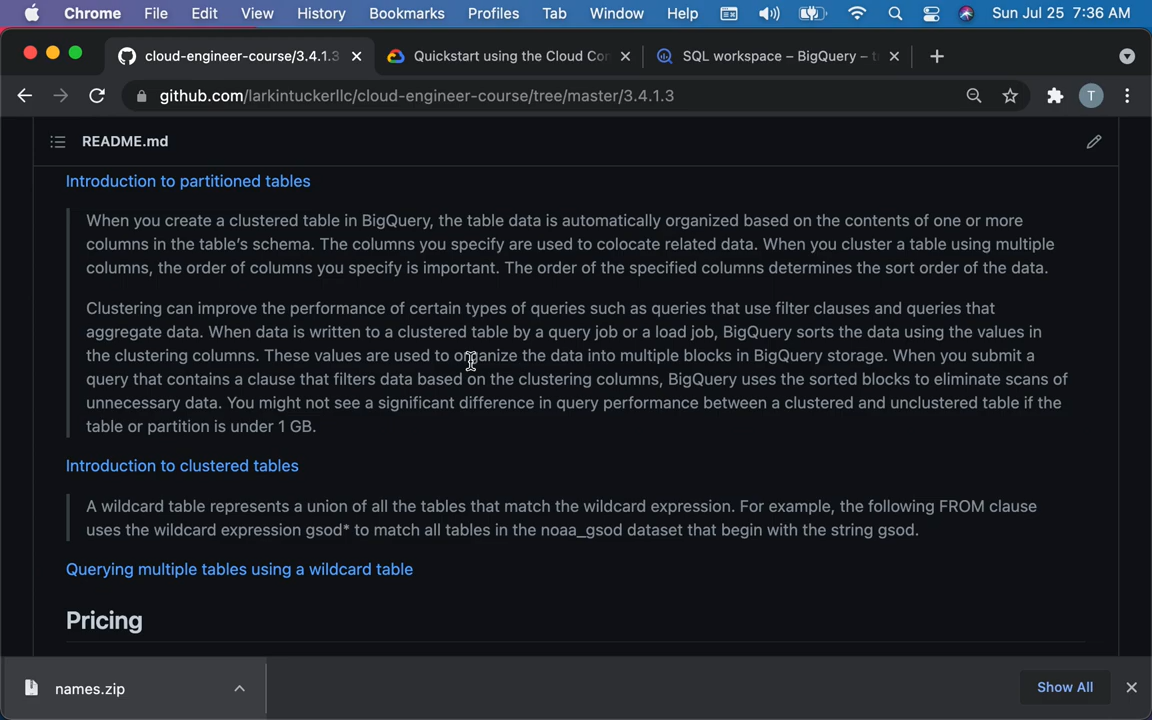 Chrome File Edit View History Bookmarks Profiles Tab Window Help Sun Jul 25 7:36 AM
cloud-engineer-course/3.4.1.3 Quickstart using the Cloud Con SQL workspace – BigQuery – t
github.com/larkintuckerllc/cloud-engineer-course/tree/master/3.4.1.3 T
README.md
Introduction to partitioned tables
When you create a clustered table in BigQuery, the table data is automatically organized based on the contents of one or more
columns in the table's schema. The columns you specify are used to colocate related data. When you cluster a table using multiple
columns, the order of columns you specify is important. The order of the specified columns determines the sort order of the data.
Clustering can improve the performance of certain types of queries such as queries that use filter clauses and queries that
aggregate data. When data is written to a clustered table by a query job or a load job, BigQuery sorts the data using the values in
the clustering columns. These values are used to organize the data into multiple blocks in BigQuery storage. When you submit a
query that contains a clause that filters data based on the clustering columns, BigQuery uses the sorted blocks to eliminate scans of
unnecessary data. You might not see a significant difference in query performance between a clustered and unclustered table if the
table or partition is under 1 GB.
Introduction to clustered tables
A wildcard table represents a union of all the tables that match the wildcard expression. For example, the following FROM clause
uses the wildcard expression gsod* to match all tables in the noaa_gsod dataset that begin with the string gsod.
Querying multiple tables using a wildcard table
Pricing
names.zip Show All